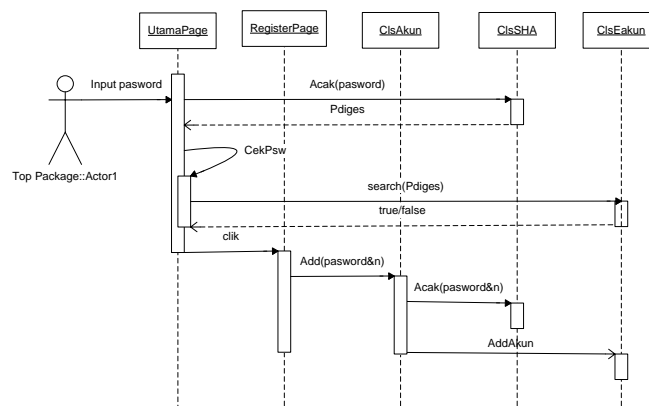 UtamaPage
RegisterPage
ClsAkun
ClsSHA
ClsEakun
Input pasword
Acak(pasword)
Pdiges
CekPsw
Top Package::Actor1
search(Pdiges)
true/false
clik
Add(pasword&n)
Acak(pasword&n)
AddAkun